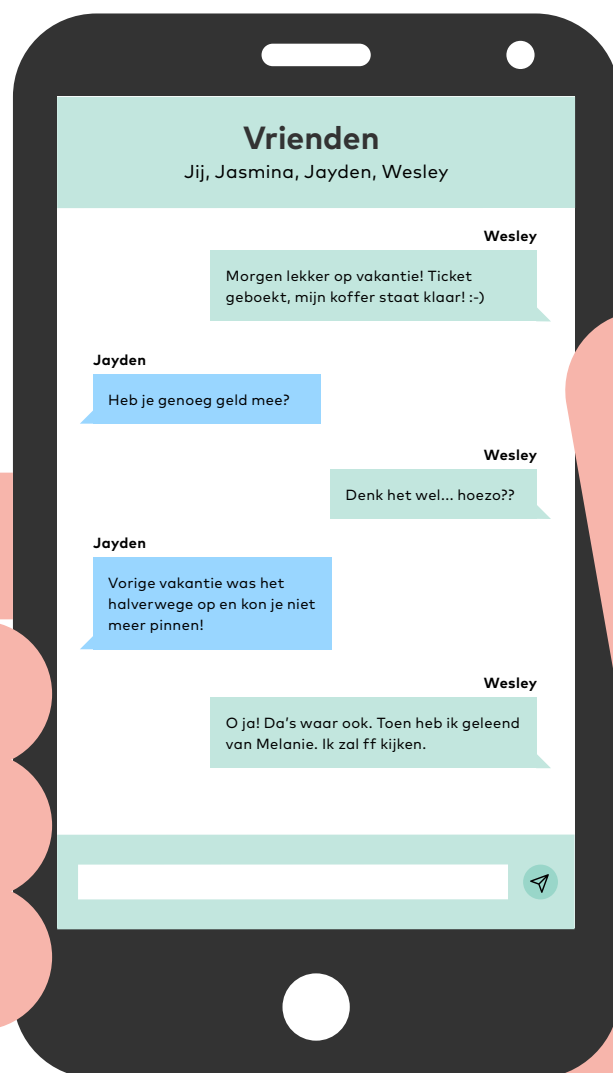 Vrienden
Jij, Jasmina, Jayden, Wesley
Wesley
Morgen lekker op vakantie! Ticket
geboekt, mijn koffer staat klaar! :-)
Jayden
Heb je genoeg geld mee?
Wesley
Denk het wel... hoezo??
Jayden
Vorige vakantie was het
halverwege op en kon je niet
meer pinnen!
Wesley
O ja! Da's waar ook. Toen heb ik geleend
van Melanie. Ik zal ff kijken.